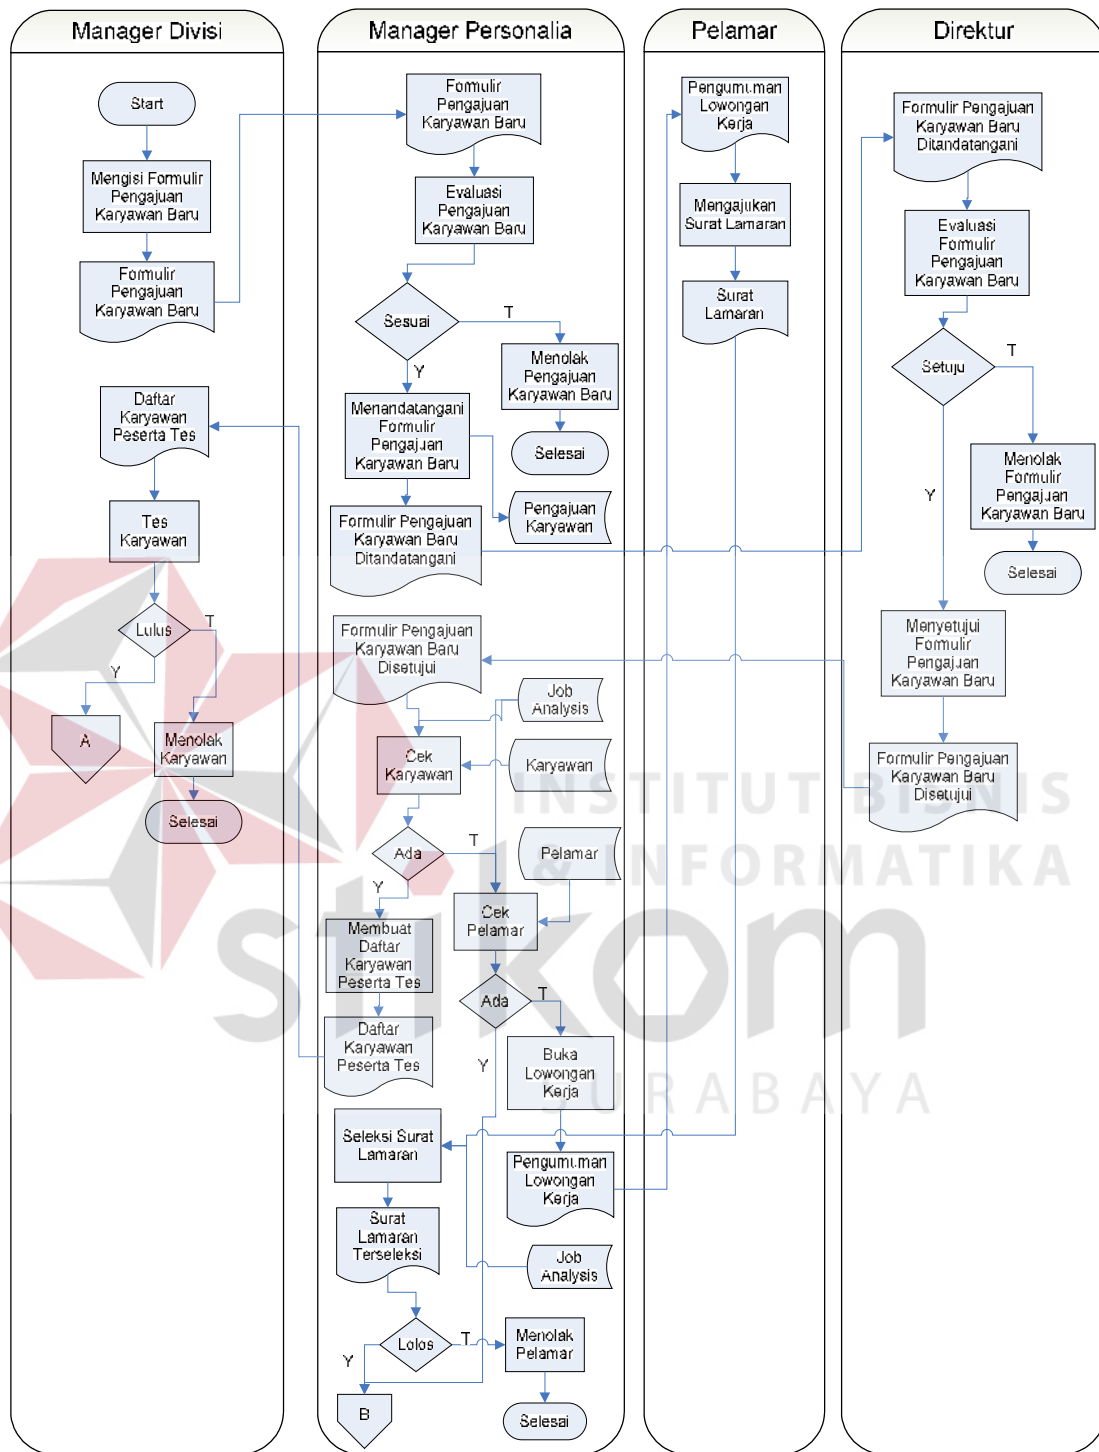 Manager Divisi
Start
Mengisi Formulir
Pengajuan
Karyawan Baru
Formulir
Pengajuan
Karyawan Baru
Daftar
Karyawan
Peserta Tes
Tes
Karyawan
Lulus
T
Y
A
Menolak
Karyawan
Selesai
Manager Personalia
Formulir
Pengajuan
Karyawan Baru
Evaluasi
Pengajuan
Karyawan Baru
Sesuai
T
Y
Menolak
Pengajuan
Karyawan Baru
Selesai
Menandatangani
Formulir
Pengajuan
Karyawan Baru
Pengajuan
Karyawan
Formulir Pengajuan
Karyawan Baru
Ditandatangani
Formulir Pengajuan
Karyawan Baru
Disetujui
Job
Analysis
Cek
Karyawan
Karyawan
Ada
T
Y
Pelamar
Cek
Pelamar
Membuat
Daftar
Karyawan
Peserta Tes
Ada
T
Y
Daftar
Karyawan
Peserta Tes
Buka
Lowongan
Kerja
Seleksi Surat
Lamaran
Pengumuman
Lowongan
Kerja
Surat
Lamaran
Terseleksi
Job
Analysis
Lolos
T
Y
Menolak
Pelamar
B
Selesai
Pelamar
Pengumuman
Lowongan
Kerja
Mengajukan
Surat Lamaran
Surat
Lamaran
Direktur
Formulir Pengajuan
Karyawan Baru
Ditandatangani
Evaluasi
Formulir
Pengajuan
Karyawan Baru
Setuju
T
Y
Menolak
Formulir
Pengajuan
Karyawan Baru
Selesai
Menyetujui
Formulir
Pengajuan
Karyawan Baru
Formulir Pengajuan
Karyawan Baru
Disetujui
INSTITUT BISNIS
& INFORMATIKA
stikom
SURABAYA